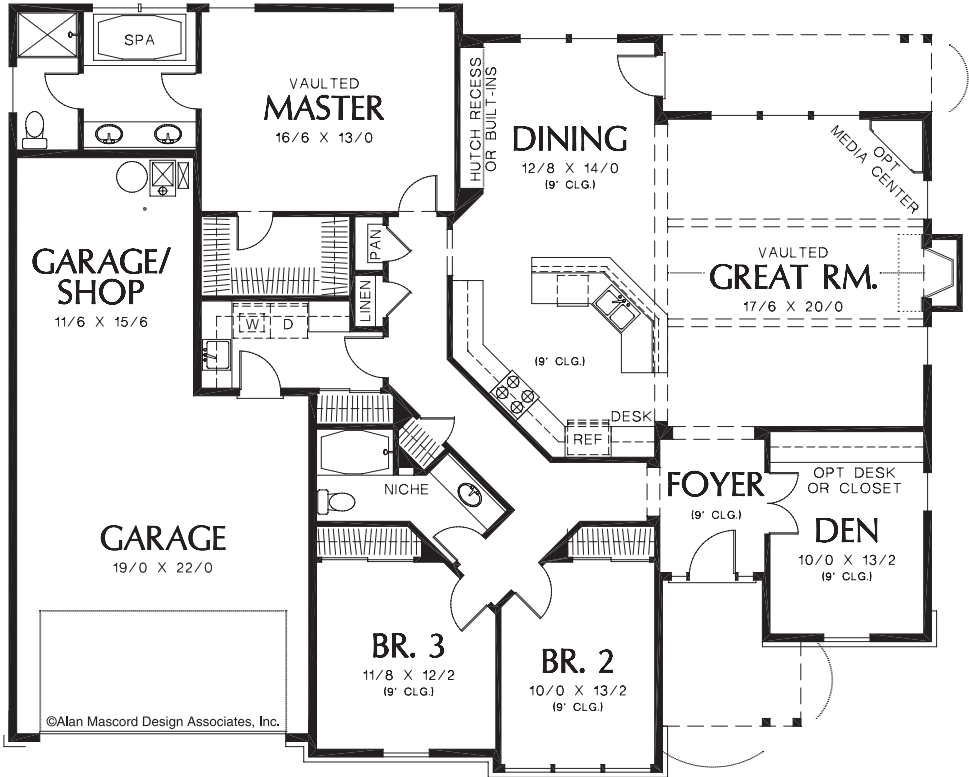 SPA
VAULTED
MASTER
16/6 X 13/0
HUTCH RECESS
OR BUILT-INS
DINING
12/8 X 14/0
(9' CLG.)
OPT
MEDIA CENTER
GARAGE/
SHOP
11/6 X 15/6
PAN
LINEN
W
D
VAULTED
GREAT RM.
17/6 X 20/0
(9' CLG.)
DESK
REF
NICHE
FOYER
(9' CLG.)
OPT DESK
OR CLOSET
DEN
10/0 X 13/2
(9' CLG.)
GARAGE
19/0 X 22/0
BR. 3
11/8 X 12/2
(9' CLG.)
BR. 2
10/0 X 13/2
(9' CLG.)
©Alan Mascord Design Associates, Inc.